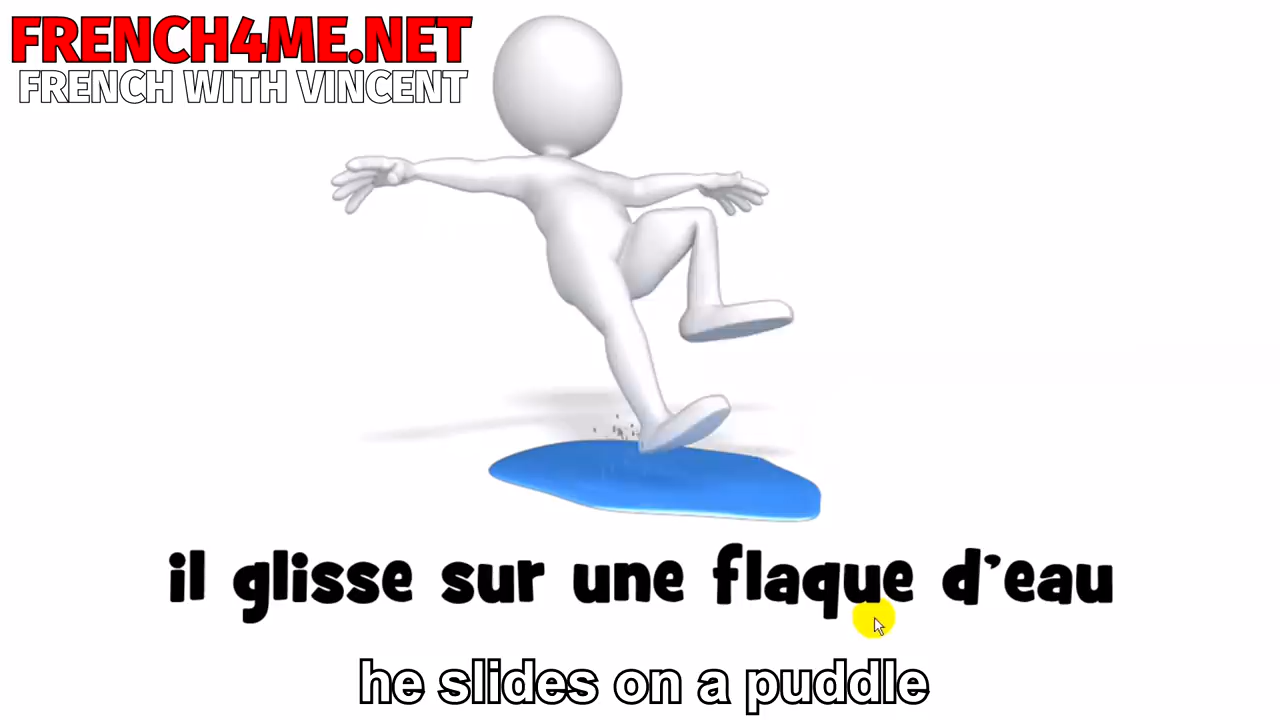 FRENCH4ME.NET
FRENCH WITH VINCENT
il glisse sur une flaque d'eau
he slides on a puddle